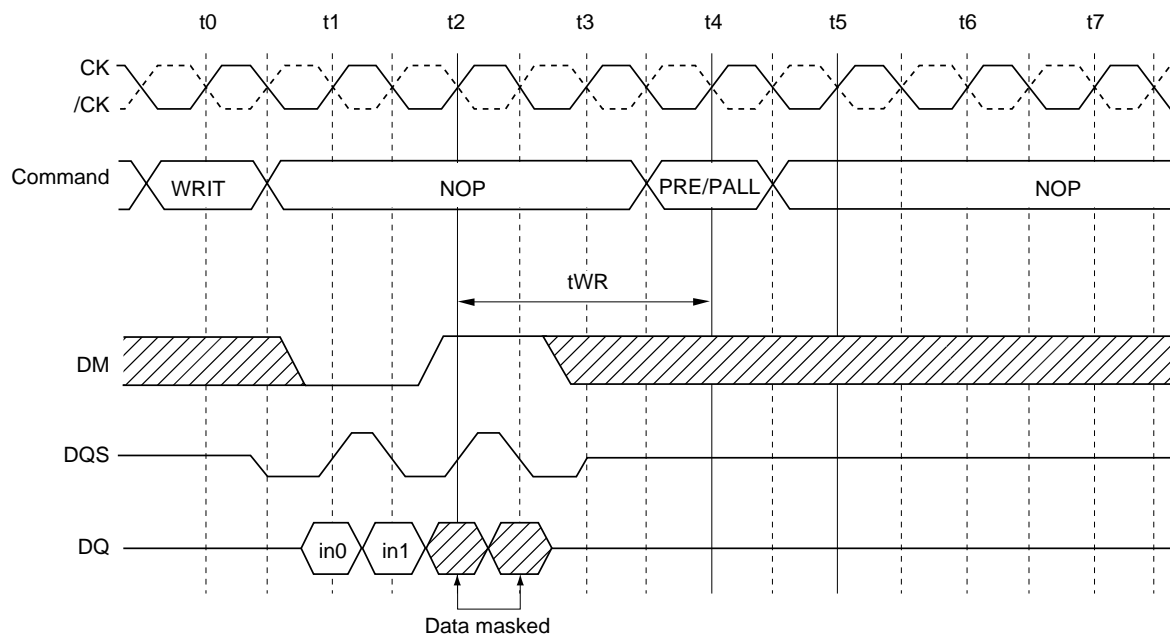 t0 t1 t2 t3 t4 t5 t6 t7
CK
/CK
Command WRIT NOP PRE/PALL NOP
tWR
DM
DQS
DQ in0 in1
Data masked